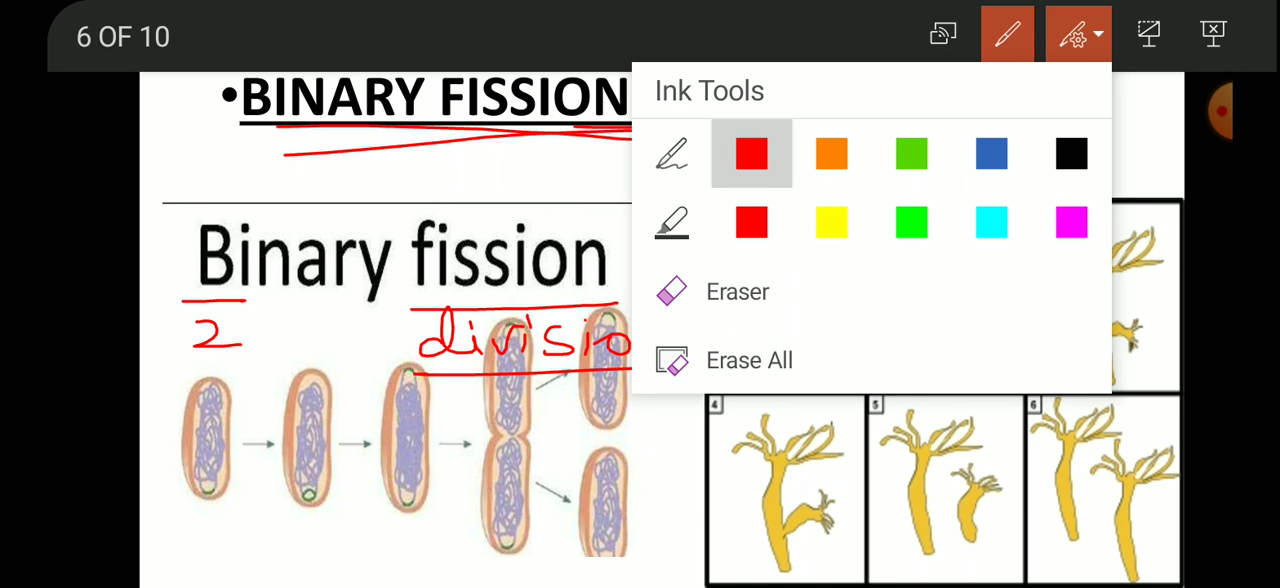 6 OF 10
Ink Tools
•BINARY FISSION
Binary fission
2
divisio
Eraser
Erase All
4
5
6